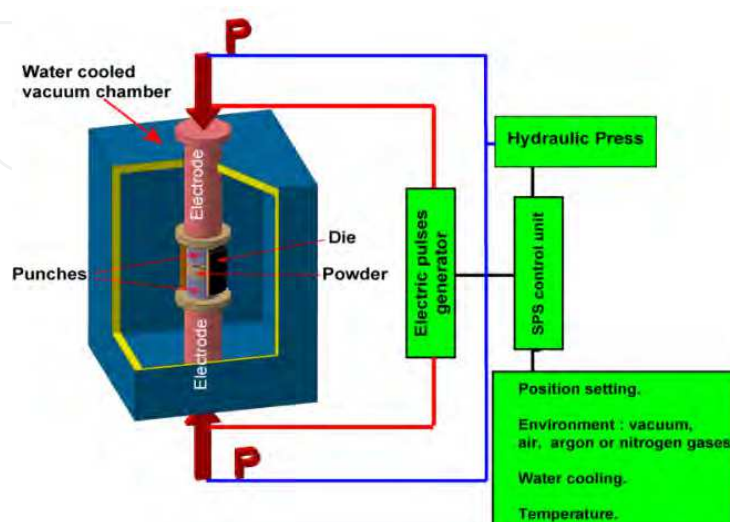 P
Water cooled
vacuum chamber
Hydraulic Press
Electrode
Die
Punches
Powder
Electric pulses
generator
SPS control unit
Electrode
P
Position setting.
Environment : vacuum,
air, argon or nitrogen gases
Water cooling.
Temperature.